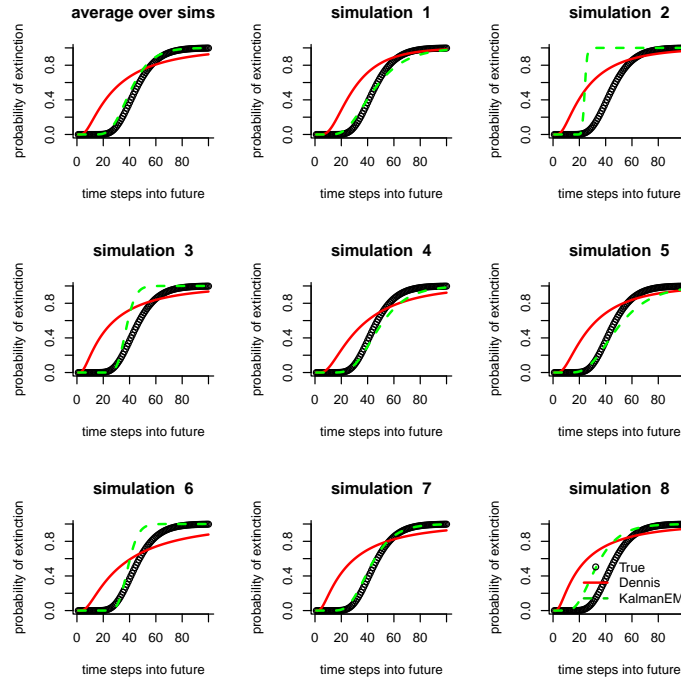 average over sims
probability of extinction
0.0 0.4 0.8
0 20 40 60 80
time steps into future
simulation 1
probability of extinction
0.0 0.4 0.8
0 20 40 60 80
time steps into future
simulation 2
probability of extinction
0.0 0.4 0.8
0 20 40 60 80
time steps into future
simulation 3
probability of extinction
0.0 0.4 0.8
0 20 40 60 80
time steps into future
simulation 4
probability of extinction
0.0 0.4 0.8
0 20 40 60 80
time steps into future
simulation 5
probability of extinction
0.0 0.4 0.8
0 20 40 60 80
time steps into future
simulation 6
probability of extinction
0.0 0.4 0.8
0 20 40 60 80
time steps into future
simulation 7
probability of extinction
0.0 0.4 0.8
0 20 40 60 80
time steps into future
simulation 8
probability of extinction
0.0 0.4 0.8
True
Dennis
KalmanEM
0 20 40 60 80
time steps into future